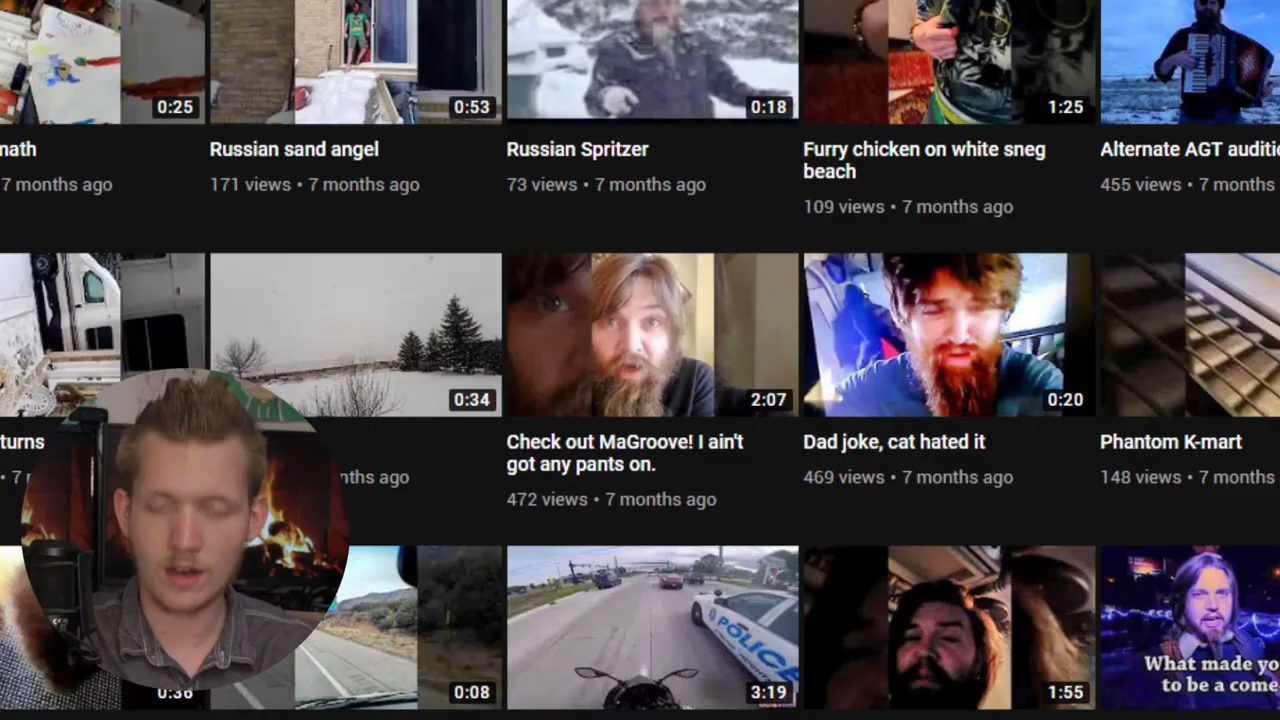 0:25
0:53
0:18
1:25
math
Russian sand angel
Russian Spritzer
Furry chicken on white sneg
beach
Alternate AGT
7 months ago
171 views • 7 months ago
73 views • 7 months ago
109 views • 7 months ago
455 views • 7 months
0:34
2:07
0:20
turns
Check out MaGroove! I ain't
got any pants on.
Dad joke, cat hated it
Phantom K-mart
• 7
ago
472 views • 7 months ago
469 views • 7 months ago
148 views • 7 months
POLICE
What made yo
to be a come
0:36
0:08
3:19
1:55